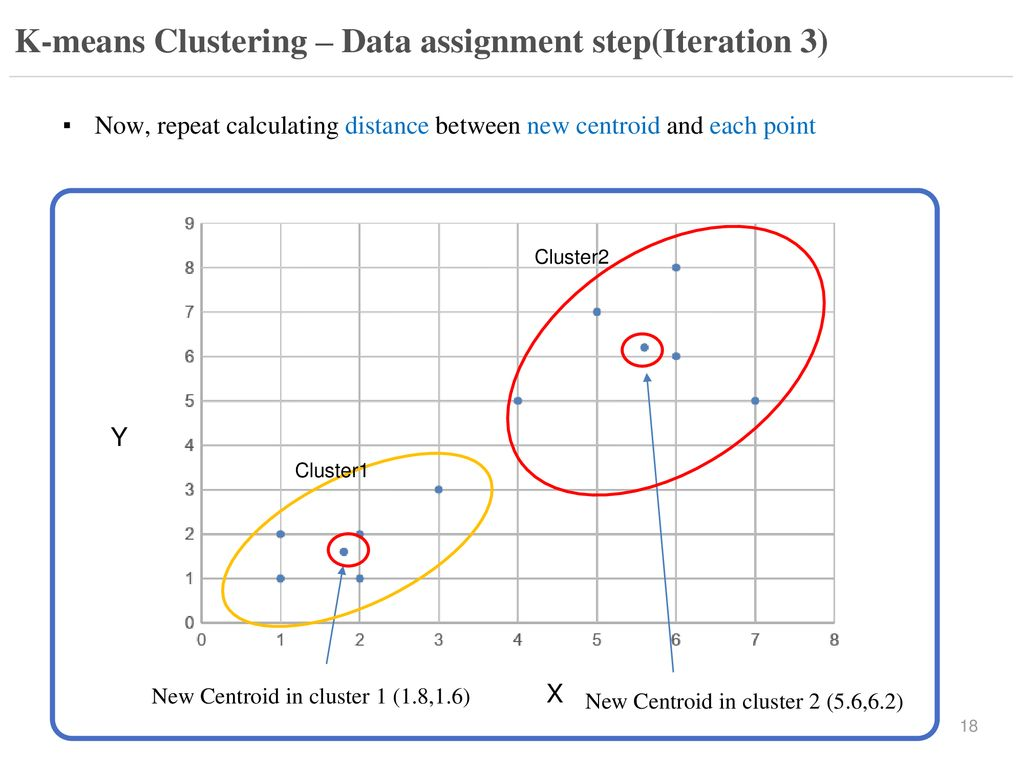 K-means Clustering – Data assignment step(Iteration 3)
▪ Now, repeat calculating distance between new centroid and each point
9
Cluster2
8
7
6
5
Y
4
Cluster1
3
2
1
0
0 1 2 3 4 5 6 7 8
New Centroid in cluster 1 (1.8,1.6)
X
New Centroid in cluster 2 (5.6,6.2)
18